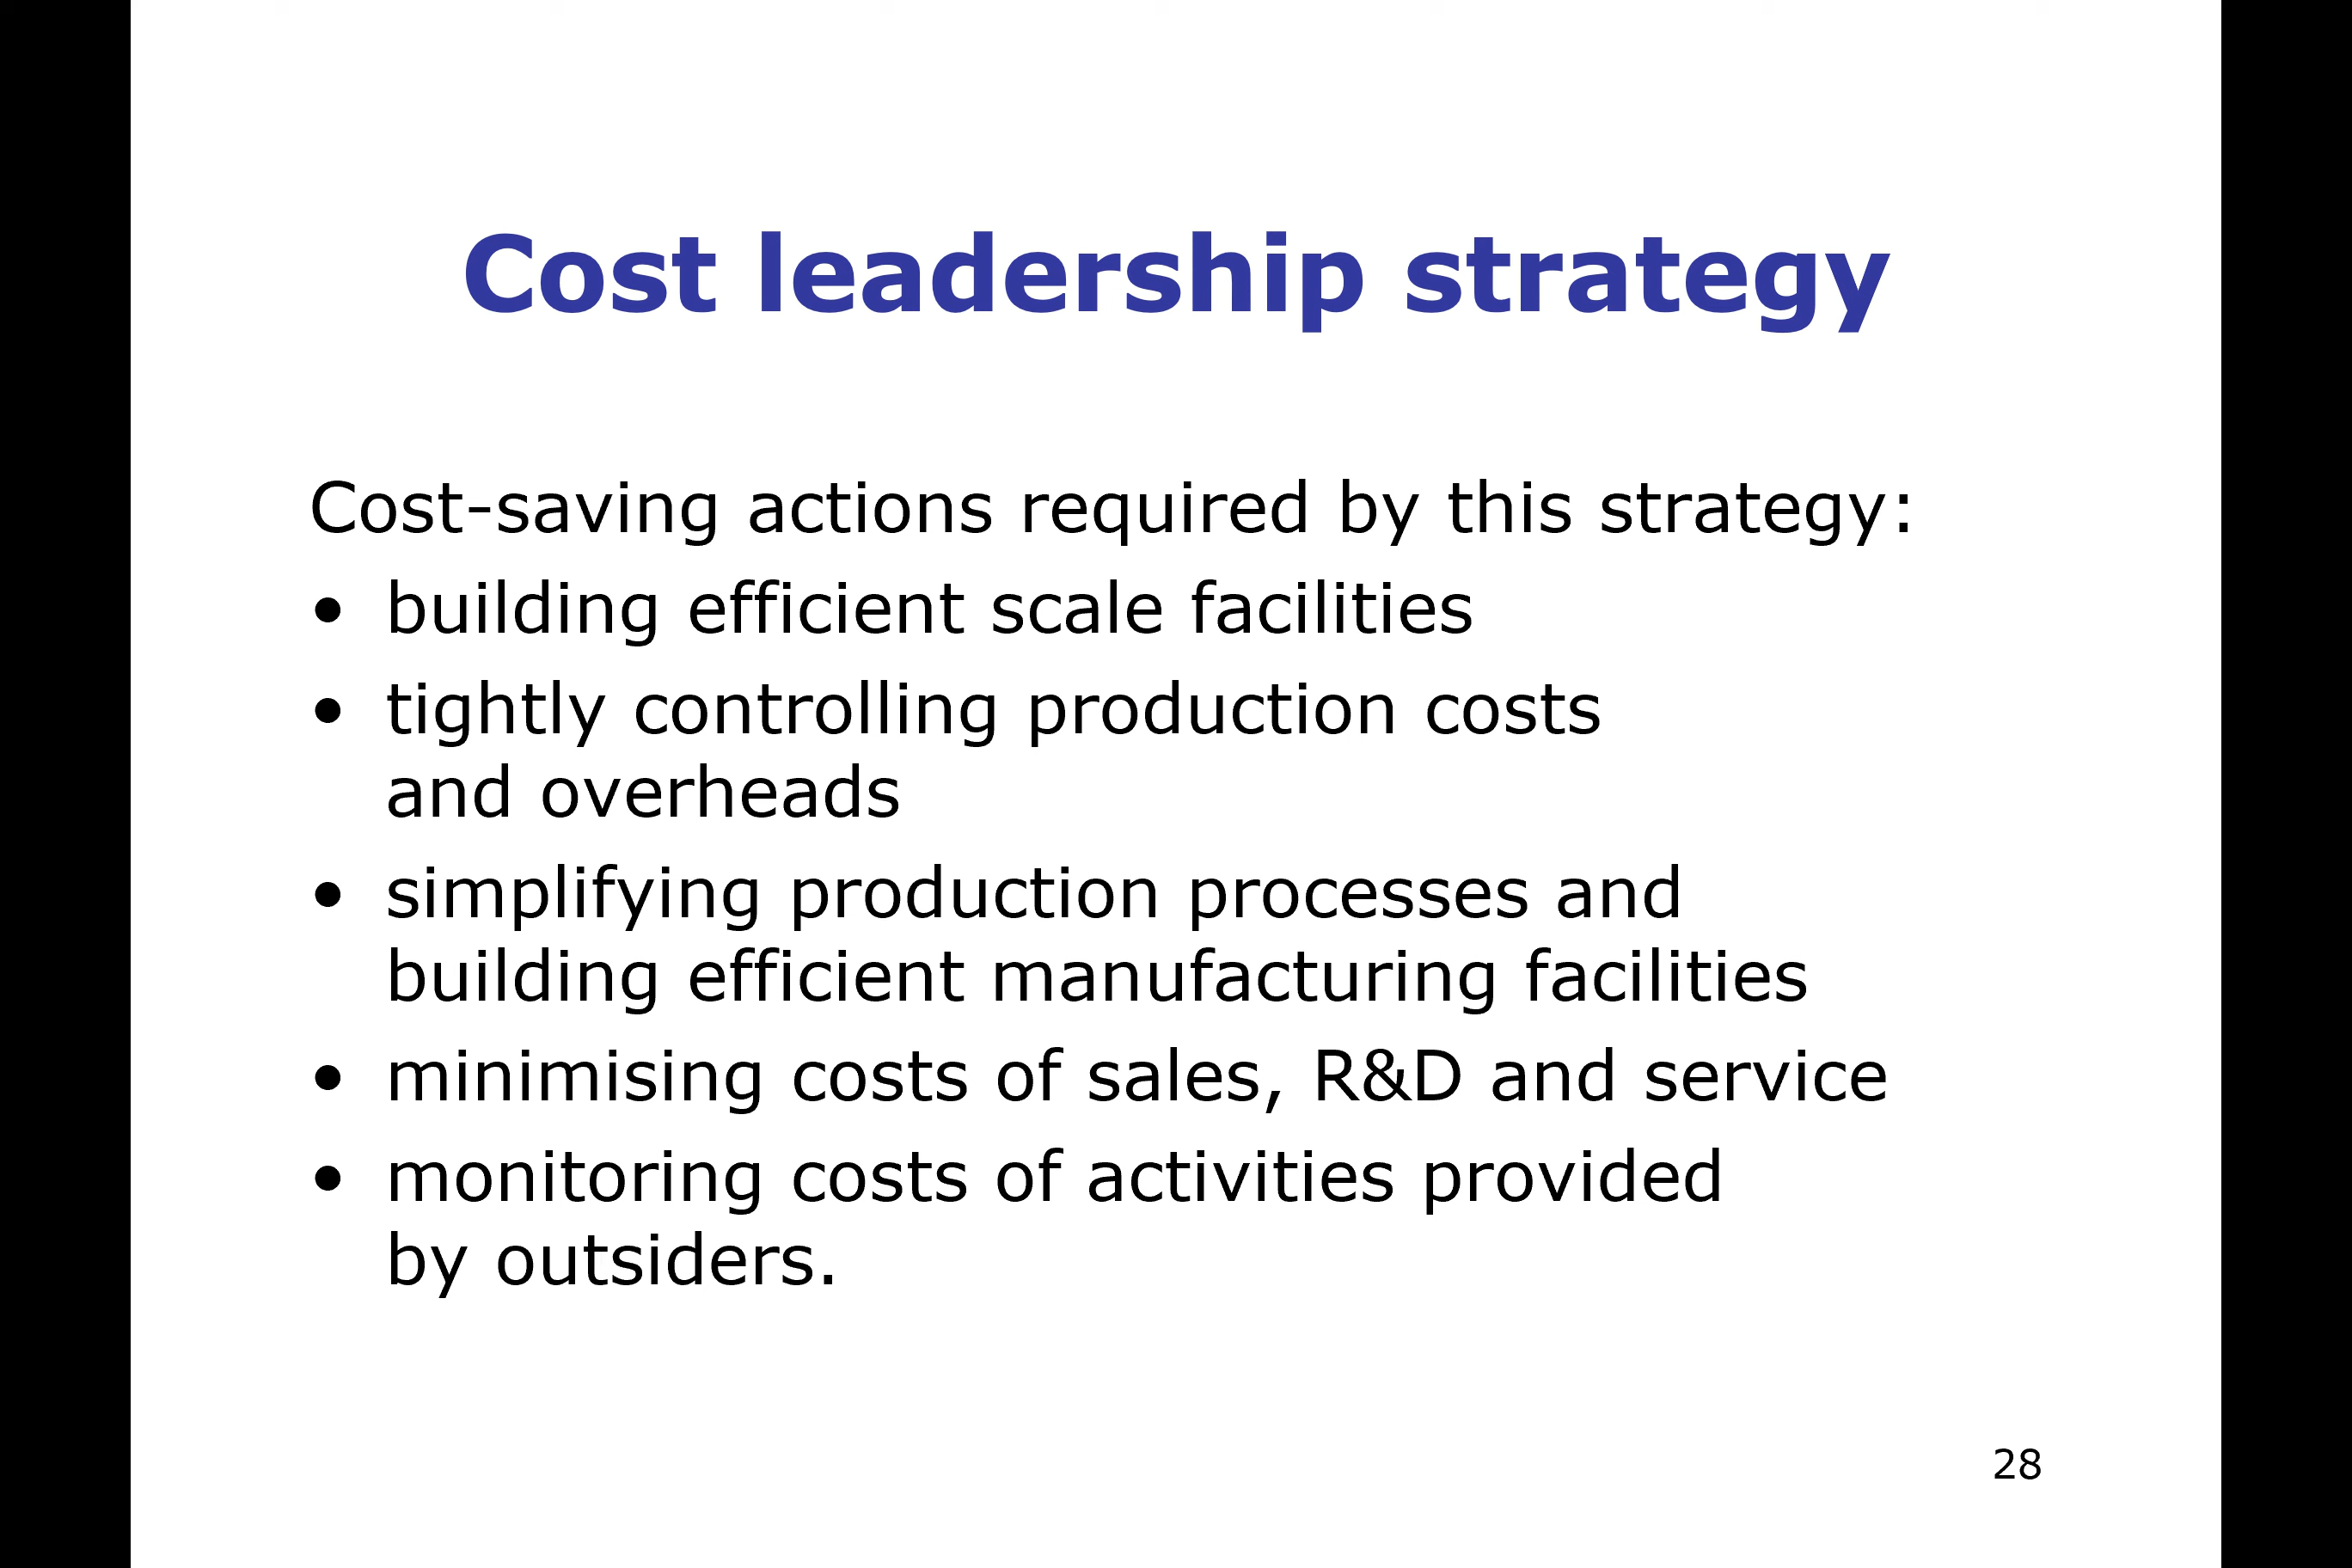 Cost leadership strategy
Cost-saving actions required by this strategy:
• building efficient scale facilities
• tightly controlling production costs
and overheads
• simplifying production processes and
building efficient manufacturing facilities
• minimising costs of sales, R&D and service
• monitoring costs of activities provided
by outsiders.
28